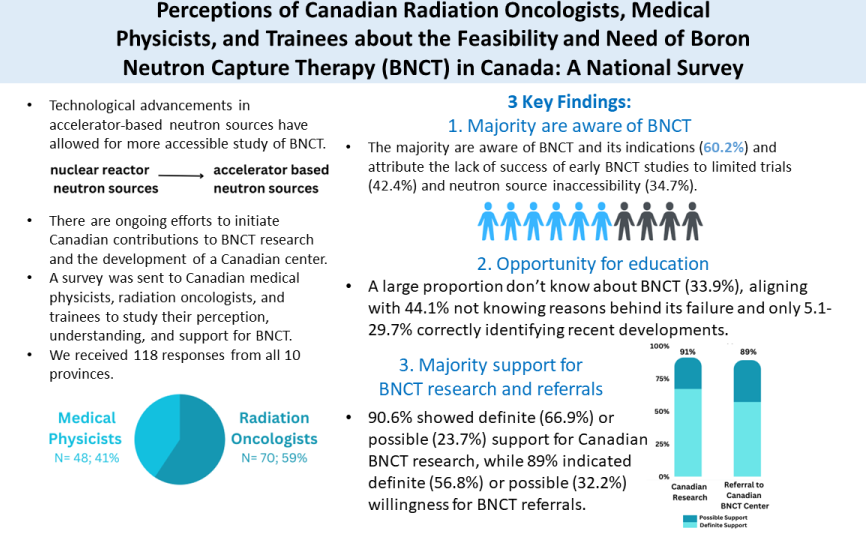 Perceptions of Canadian Radiation Oncologists, Medical
Physicists, and Trainees about the Feasibility and Need of Boron
Neutron Capture Therapy (BNCT) in Canada: A National Survey
• Technological advancements in
accelerator-based neutron sources have
allowed for more accessible study of BNCT.
nuclear reactor
neutron sources
accelerator based
neutron sources
• There are ongoing efforts to initiate
Canadian contributions to BNCT research
and the development of a Canadian center.
• A survey was sent to Canadian medical
physicists, radiation oncologists, and
trainees to study their perception,
understanding, and support for BNCT.
• We received 118 responses from all 10
provinces.
Medical
Physicists
N= 48; 41%
Radiation
Oncologists
N= 70; 59%
3 Key Findings:
1. Majority are aware of BNCT
• The majority are aware of BNCT and its indications (60.2%) and
attribute the lack of success of early BNCT studies to limited trials
(42.4%) and neutron source inaccessibility (34.7%).
2. Opportunity for education
• A large proportion don't know about BNCT (33.9%), aligning
with 44.1% not knowing reasons behind its failure and only 5.1-
29.7% correctly identifying recent developments.
3. Majority support for
BNCT research and referrals
• 90.6% showed definite (66.9%) or
possible (23.7%) support for Canadian
BNCT research, while 89% indicated
definite (56.8%) or possible (32.2%)
willingness for BNCT referrals.
100%
75%
50%
25%
0%
91%
89%
Canadian
Research
Referral to
Canadian
BNCT Center
Possible Support
Definite Support